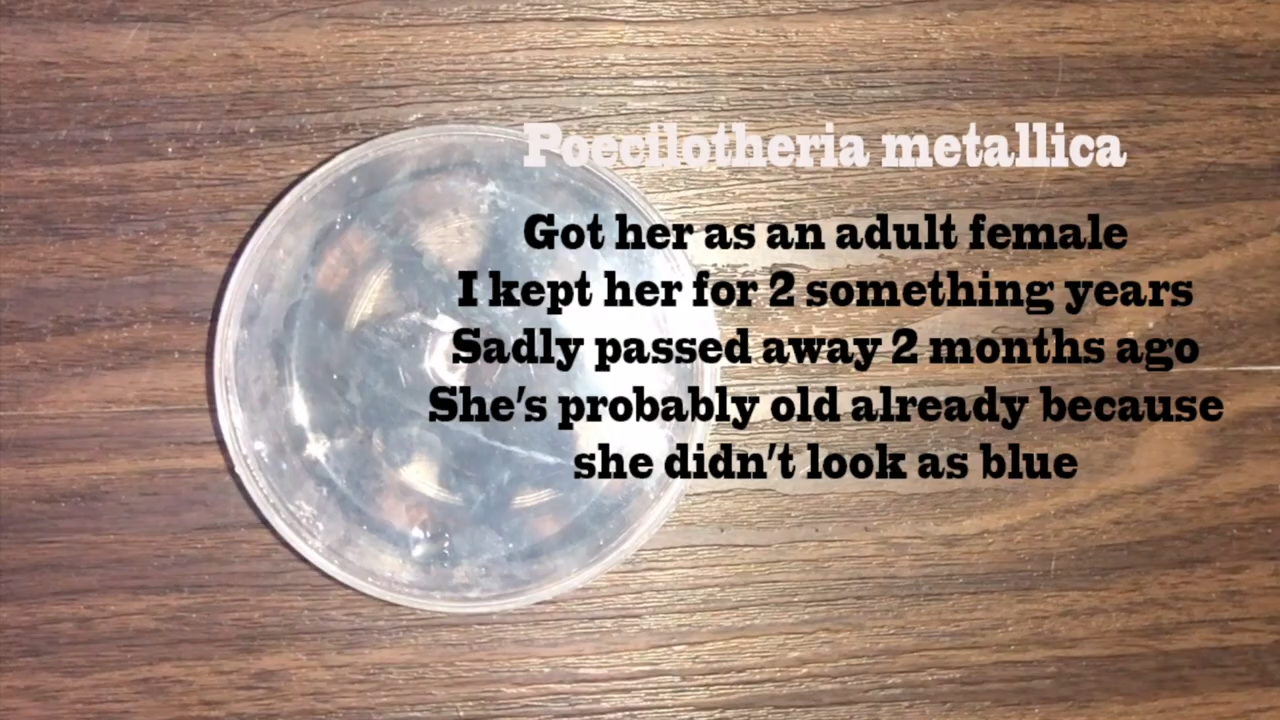 Poecilotheria metallica
Got her as an adult female
I kept her for 2 something years
Sadly passed away 2 months ago
She's probably old already because
she didn't look as blue